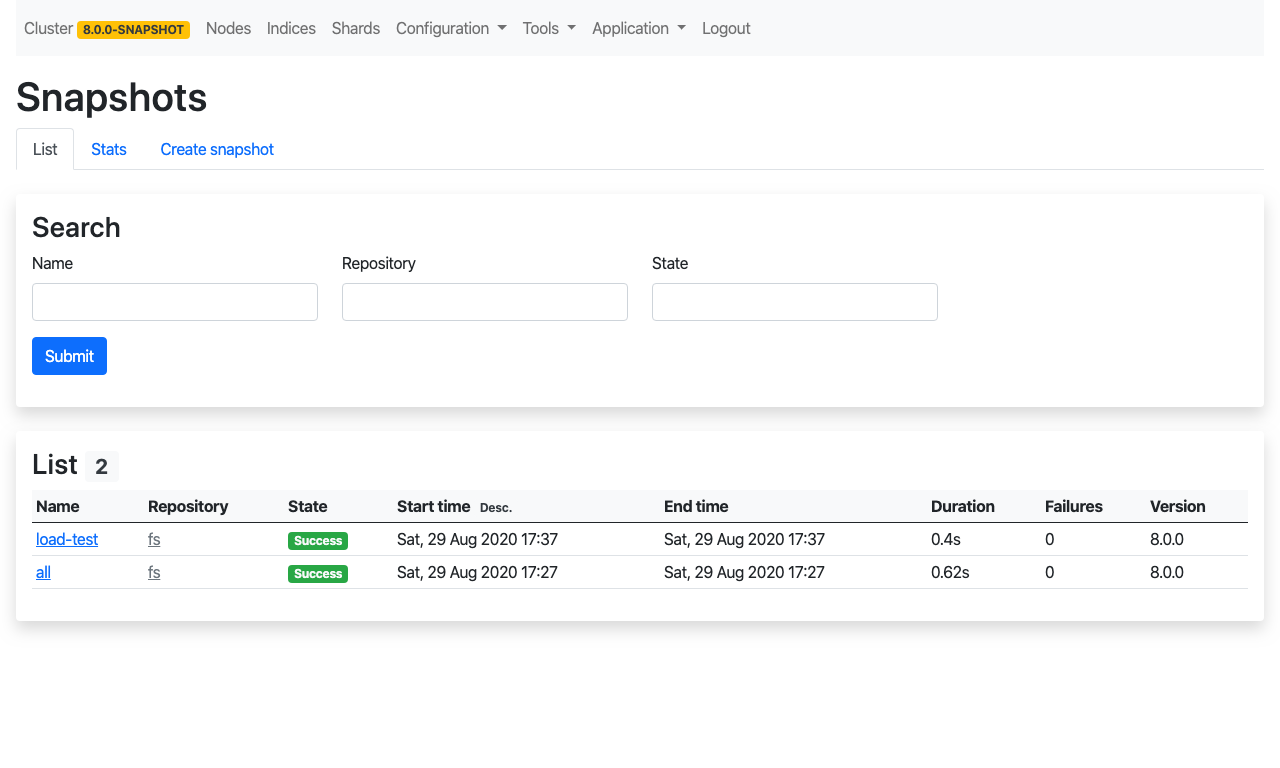 Cluster 8.0.0-SNAPSHOT Nodes Indices Shards Configuration Tools Application Logout
Snapshots
List Stats Create snapshot
Search
Name Repository State
Submit
List 2
Name Repository State Start time Desc. End time Duration Failures Version
load-test fs Success Sat, 29 Aug 2020 17:37 Sat, 29 Aug 2020 17:37 0.4s 0 8.0.0
all fs Success Sat, 29 Aug 2020 17:27 Sat, 29 Aug 2020 17:27 0.62s 0 8.0.0